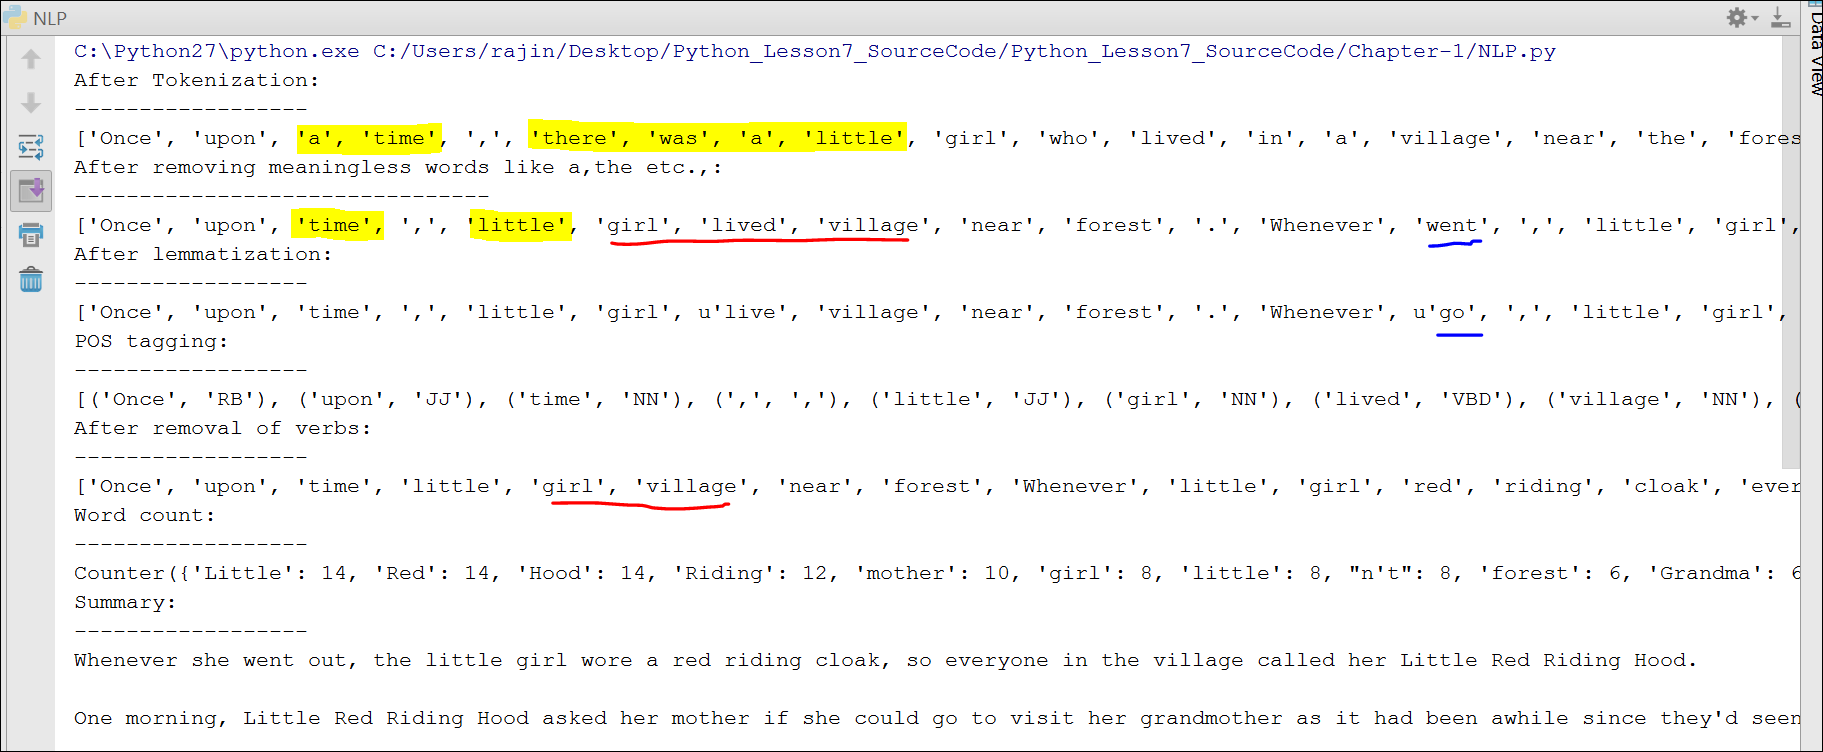 NLP
Data View
C:\Python27\python.exe C:/Users/rajin/Desktop/Python_Lesson7_SourceCode/Python_Lesson7_SourceCode/Chapter-1/NLP.py
After Tokenization:
------------------
['Once', 'upon', 'a', 'time', ',', 'there', 'was', 'a', 'little', 'girl', 'who', 'lived', 'in', 'a', 'village', 'near', 'the', 'fores
After removing meaningless words like a,the etc.,:
--------------------------------
['Once', 'upon', 'time', ',', 'little', 'girl', 'lived', 'village', 'near', 'forest', '.', 'Whenever', 'went', ',', 'little', 'girl',
After lemmatization:
------------------
['Once', 'upon', 'time', ',', 'little', 'girl', u'live', 'village', 'near', 'forest', '.', 'Whenever', u'go', ',', 'little', 'girl',
POS tagging:
------------------
[('Once', 'RB'), ('upon', 'JJ'), ('time', 'NN'), (',', ','), ('little', 'JJ'), ('girl', 'NN'), ('lived', 'VBD'), ('village', 'NN'), (
After removal of verbs:
------------------
['Once', 'upon', 'time', 'little', 'girl', 'village', 'near', 'forest', 'Whenever', 'little', 'girl', 'red', 'riding', 'cloak', 'ever
Word count:
------------------
Counter({'Little': 14, 'Red': 14, 'Hood': 14, 'Riding': 12, 'mother': 10, 'girl': 8, 'little': 8, "n't": 8, 'forest': 6, 'Grandma': 6
Summary:
------------------
Whenever she went out, the little girl wore a red riding cloak, so everyone in the village called her Little Red Riding Hood.
One morning, Little Red Riding Hood asked her mother if she could go to visit her grandmother as it had been awhile since they'd seen